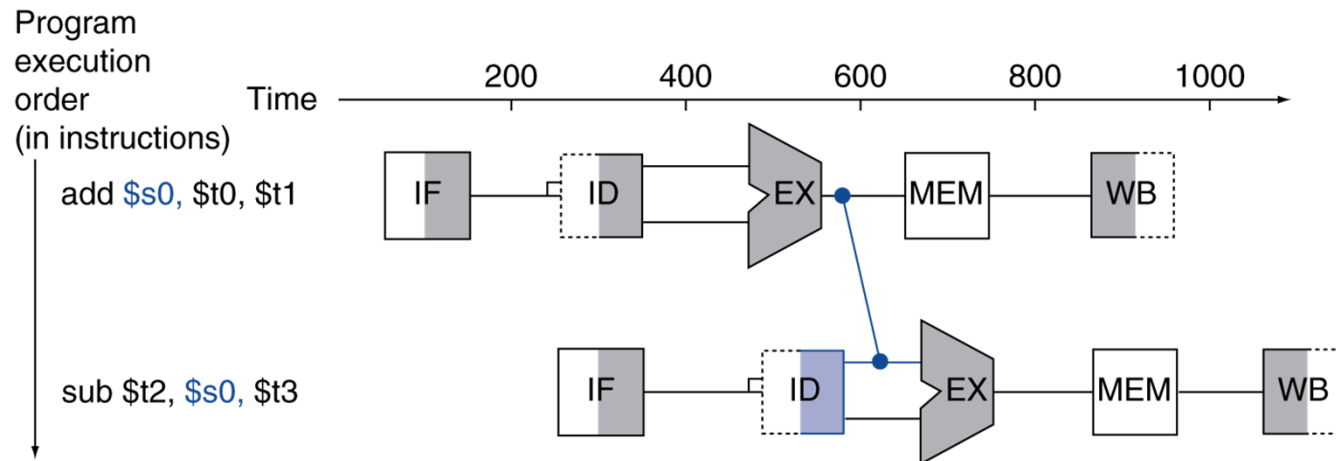 Program
execution
order
(in instructions)
Time
200 400 600 800 1000
add $s0, $t0, $t1
IF ID EX MEM WB
sub $t2, $s0, $t3
IF ID EX MEM WB